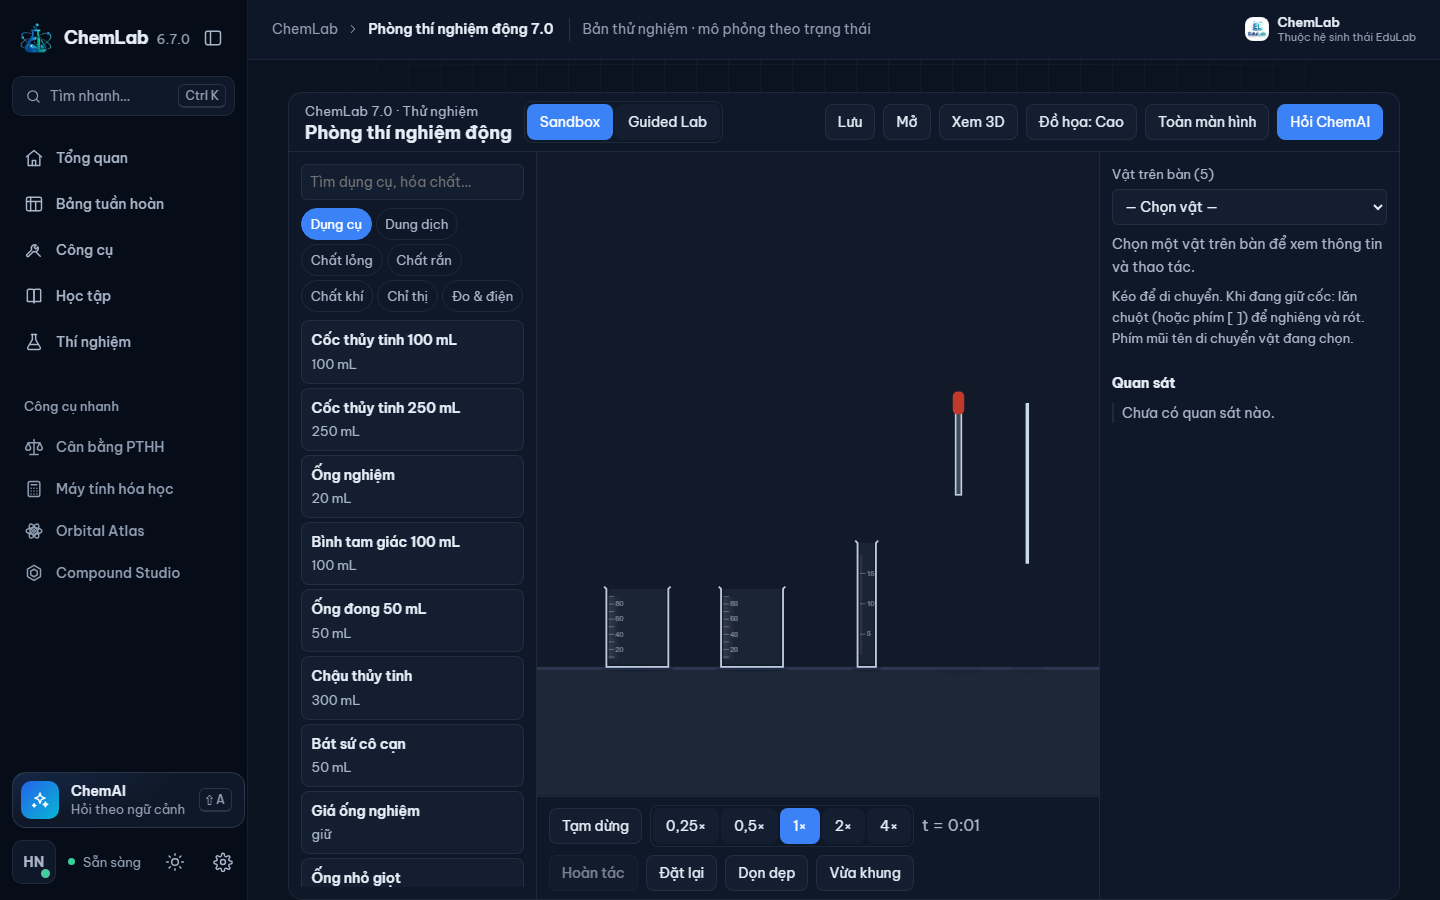 ChemLab 6.7.0
Tìm nhanh... Ctrl K
Tổng quan
Bảng tuần hoàn
Công cụ
Học tập
Thí nghiệm
Công cụ nhanh
Cân bằng PTHH
Máy tính hóa học
Orbital Atlas
Compound Studio
ChemAI
Hỏi theo ngữ cảnh
⇧ A
HN
Sẵn sàng
ChemLab › Phòng thí nghiệm động 7.0 Bản thử nghiệm · mô phỏng theo trạng thái
ChemLab
Thuộc hệ sinh thái EduLab
ChemLab 7.0 · Thử nghiệm
Phòng thí nghiệm động
Sandbox Guided Lab
Lưu Mở Xem 3D Đồ họa: Cao Toàn màn hình Hỏi ChemAI
Tìm dụng cụ, hóa chất...
Dụng cụ Dung dịch
Chất lỏng Chất rắn
Chất khí Chỉ thị Đo & điện
Cốc thủy tinh 100 mL
100 mL
Cốc thủy tinh 250 mL
250 mL
Ống nghiệm
20 mL
Bình tam giác 100 mL
100 mL
Ống đong 50 mL
50 mL
Chậu thủy tinh
300 mL
Bát sứ cô cạn
50 mL
Giá ống nghiệm
giữ
Ống nhỏ giọt
80
60
40
20
80
60
40
20
15
10
5
Tạm dừng 0,25× 0,5× 1× 2× 4× t = 0:01
Hoàn tác Đặt lại Dọn dẹp Vừa khung
Vật trên bàn (5)
— Chọn vật —
Chọn một vật trên bàn để xem thông tin
và thao tác.
Kéo để di chuyển. Khi đang giữ cốc: lăn
chuột (hoặc phím [ ]) để nghiêng và rót.
Phím mũi tên di chuyển vật đang chọn.
Quan sát
Chưa có quan sát nào.